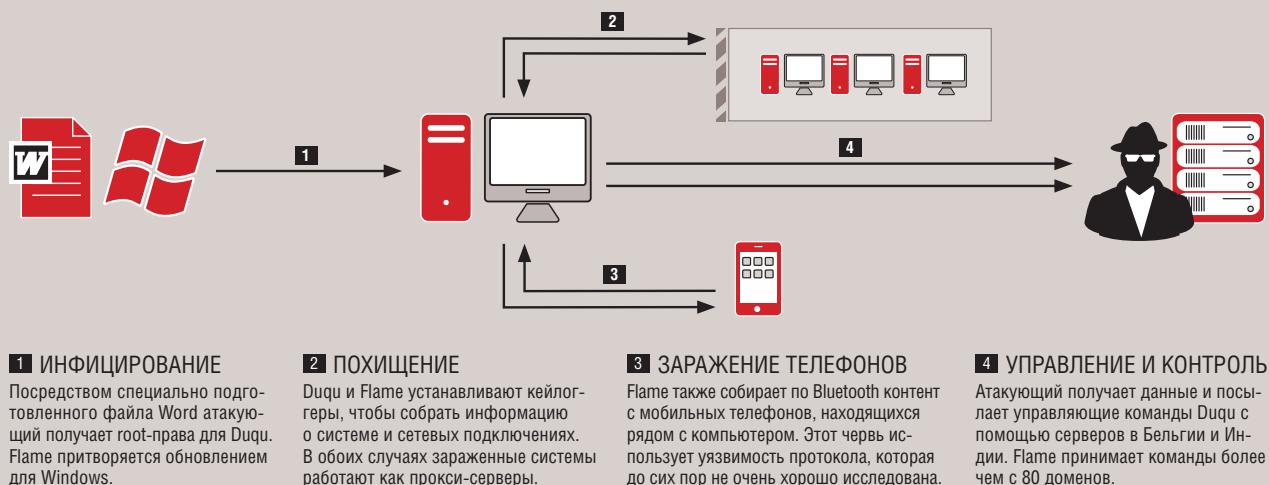 2
W
1
4
3
1 ИНФИЦИРОВАНИЕ
Посредством специально подго-
товленного файла Word атакую-
щий получает root-права для Duqu.
Flame притворяется обновлением
для Windows.
2 ПОХИЩЕНИЕ
Duqu и Flame устанавливают кейлог-
геры, чтобы собрать информацию
о системе и сетевых подключениях.
В обоих случаях зараженные системы
работают как прокси-серверы.
3 ЗАРАЖЕНИЕ ТЕЛЕФОНОВ
Flame также собирает по Bluetooth контент
с мобильных телефонов, находящихся
рядом с компьютером. Этот червь ис-
пользует уязвимость протокола, которая
до сих пор не очень хорошо исследована.
4 УПРАВЛЕНИЕ И КОНТРОЛЬ
Атакующий получает данные и посы-
лает управляющие команды Duqu с
помощью серверов в Бельгии и Ин-
дии. Flame принимает команды более
чем с 80 доменов.